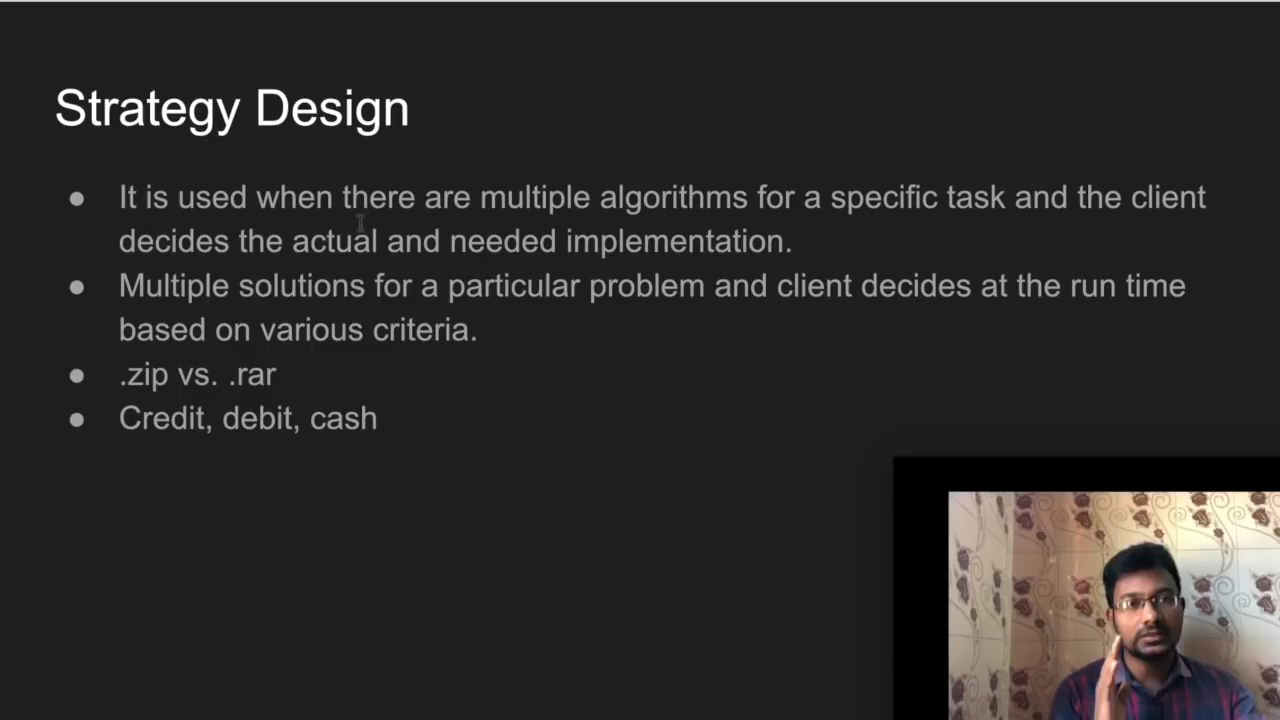 Strategy Design
● It is used when there are multiple algorithms for a specific task and the client
decides the actual and needed implementation.
● Multiple solutions for a particular problem and client decides at the run time
based on various criteria.
● .zip vs. .rar
● Credit, debit, cash